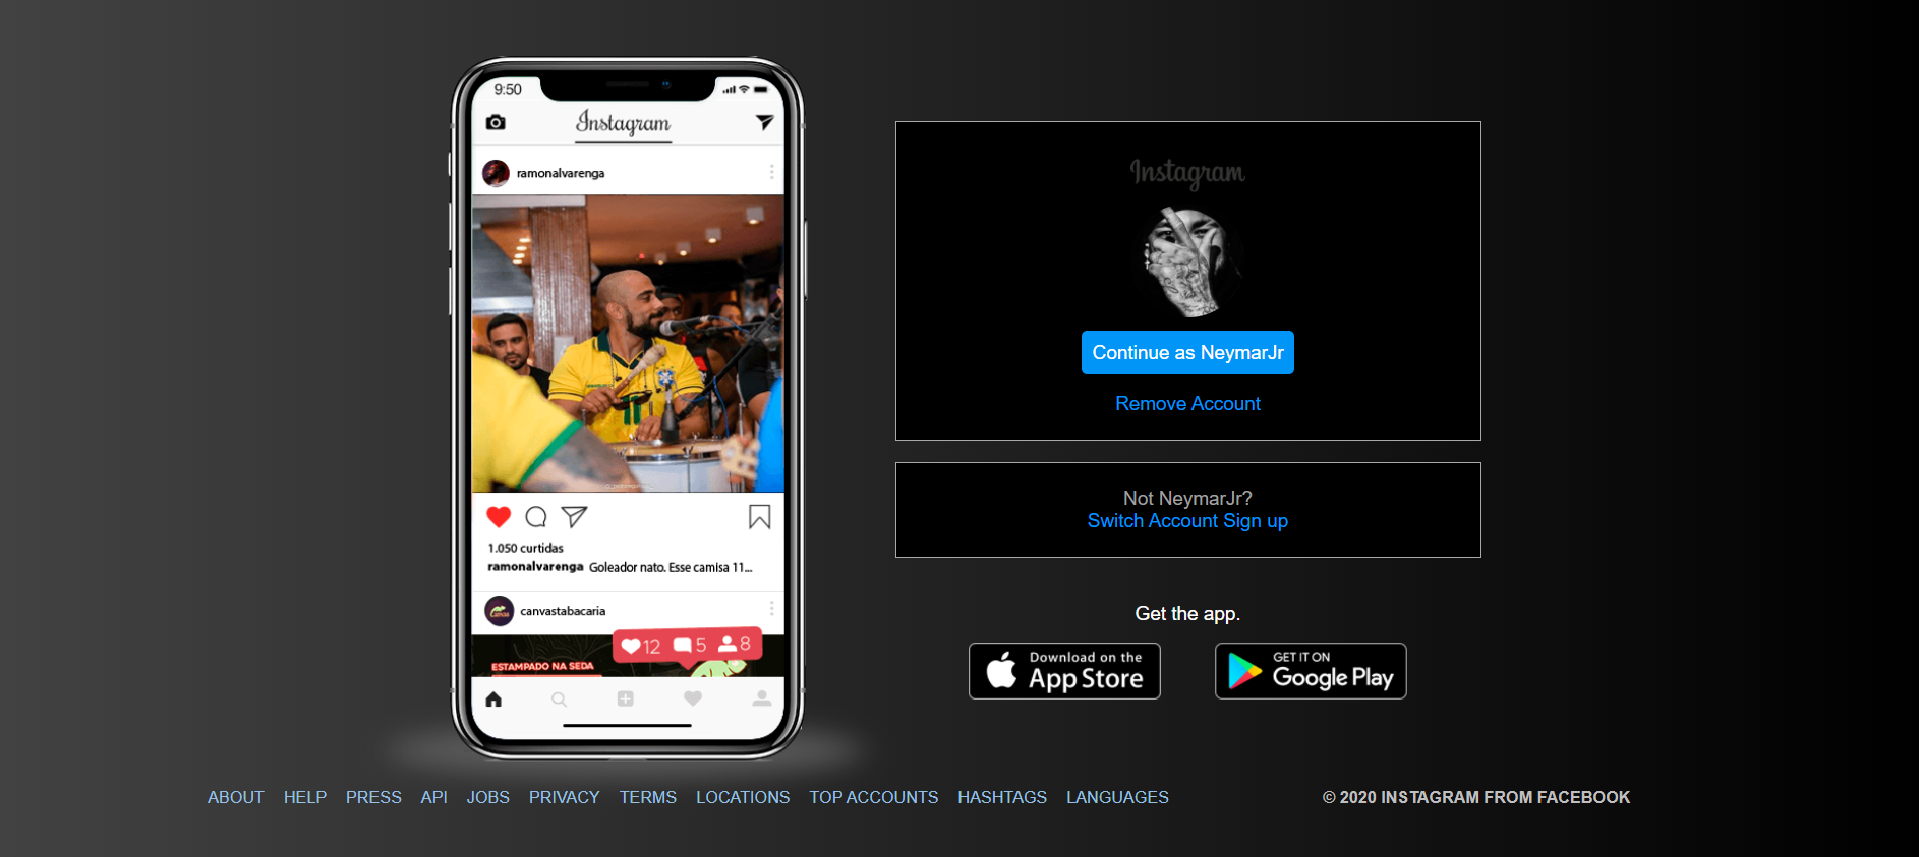 9:50
Instagram
ramonalvarenga
1.050 curtidas
ramonalvarenga Goleador nato. Esse camisa 11...
canvastabacaria
12 5 8
ESTAMPADO NA SEDA
Instagram
Continue as NeymarJr
Remove Account
Not NeymarJr?
Switch Account Sign up
Get the app.
Download on the
App Store
GET IT ON
Google Play
ABOUT HELP PRESS API JOBS PRIVACY TERMS LOCATIONS TOP ACCOUNTS HASHTAGS LANGUAGES
© 2020 INSTAGRAM FROM FACEBOOK